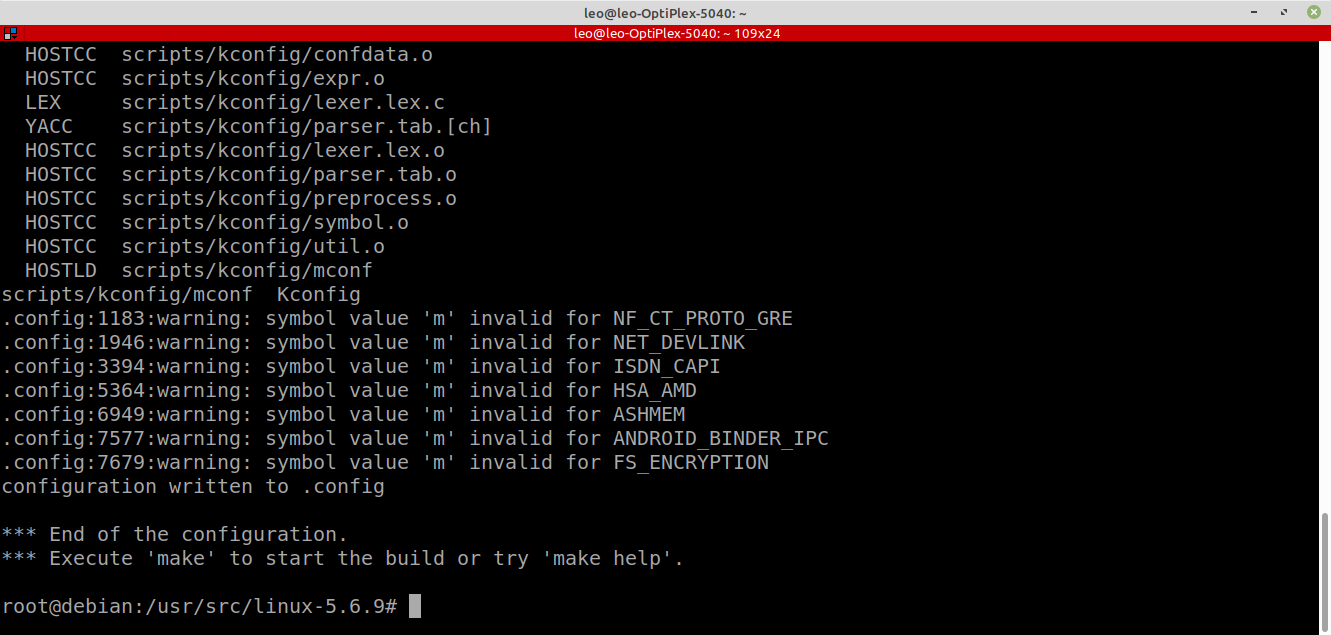 leo@leo-OptiPlex-5040: ~
leo@leo-OptiPlex-5040: ~ 109x24
HOSTCC  scripts/kconfig/confdata.o
HOSTCC  scripts/kconfig/expr.o
LEX     scripts/kconfig/lexer.lex.c
YACC    scripts/kconfig/parser.tab.[ch]
HOSTCC  scripts/kconfig/lexer.lex.o
HOSTCC  scripts/kconfig/parser.tab.o
HOSTCC  scripts/kconfig/preprocess.o
HOSTCC  scripts/kconfig/symbol.o
HOSTCC  scripts/kconfig/util.o
HOSTLD  scripts/kconfig/mconf
scripts/kconfig/mconf  Kconfig
.config:1183:warning: symbol value 'm' invalid for NF_CT_PROTO_GRE
.config:1946:warning: symbol value 'm' invalid for NET_DEVLINK
.config:3394:warning: symbol value 'm' invalid for ISDN_CAPI
.config:5364:warning: symbol value 'm' invalid for HSA_AMD
.config:6949:warning: symbol value 'm' invalid for ASHMEM
.config:7577:warning: symbol value 'm' invalid for ANDROID_BINDER_IPC
.config:7679:warning: symbol value 'm' invalid for FS_ENCRYPTION
configuration written to .config
*** End of the configuration.
*** Execute 'make' to start the build or try 'make help'.
root@debian:/usr/src/linux-5.6.9#